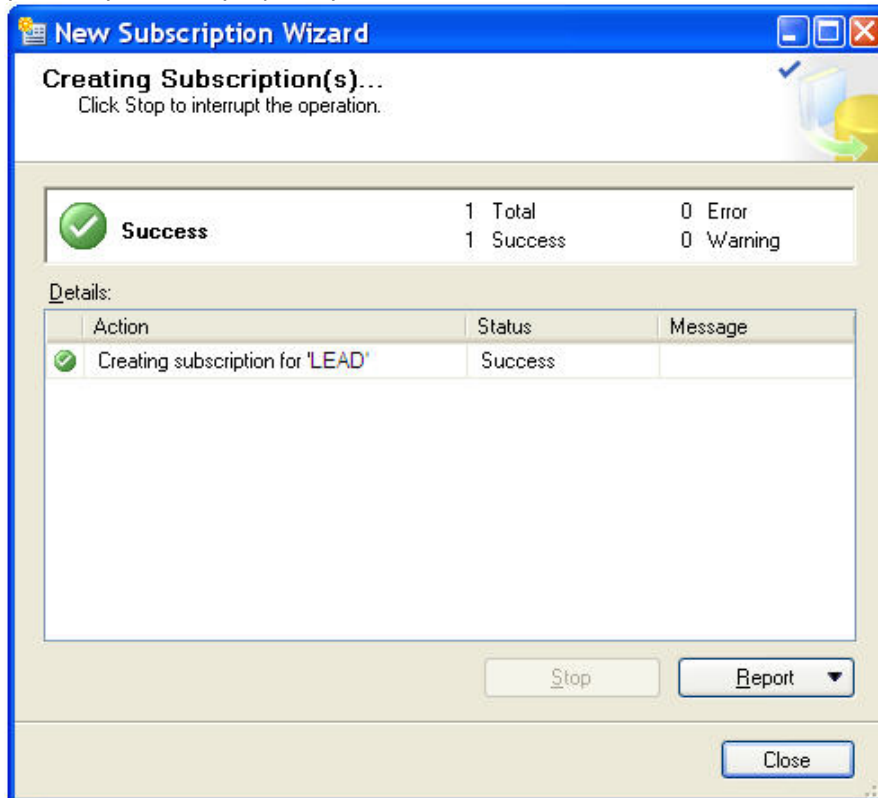 New Subscription Wizard
Creating Subscription(s)...
Click Stop to interrupt the operation.
Success
1 Total 0 Error
1 Success 0 Warning
Details:
Action Status Message
Creating subscription for 'LEAD' Success
Stop Report
Close